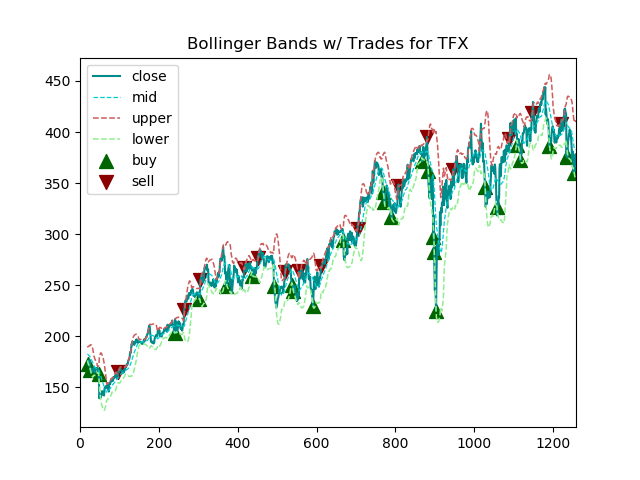 Bollinger Bands w/ Trades for TFX
close
mid
upper
lower
buy
sell
450
400
350
300
250
200
150
0 200 400 600 800 1000 1200